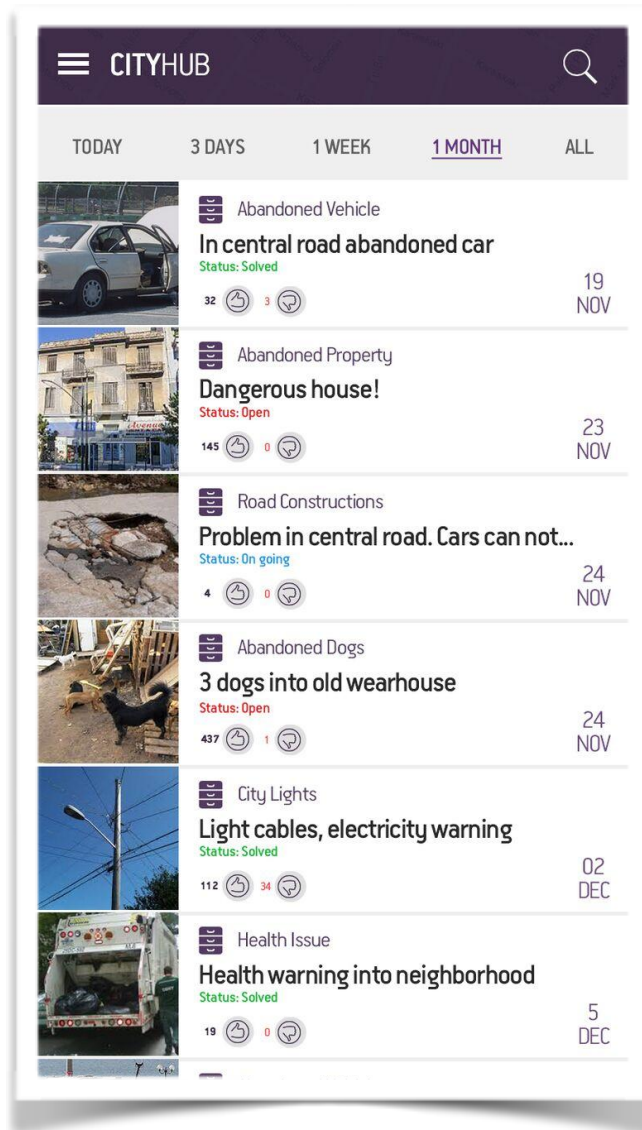 CITYHUB
TODAY 3 DAYS 1 WEEK 1 MONTH ALL
Abandoned Vehicle
In central road abandoned car
Status: Solved
32 3
19
NOV
Abandoned Property
Dangerous house!
Status: Open
145 0
23
NOV
Road Constructions
Problem in central road. Cars can not...
Status: On going
4 0
24
NOV
Abandoned Dogs
3 dogs into old wearhouse
Status: Open
437 1
24
NOV
City Lights
Light cables, electricity warning
Status: Solved
112 34
02
DEC
Health Issue
Health warning into neighborhood
Status: Solved
19 0
5
DEC